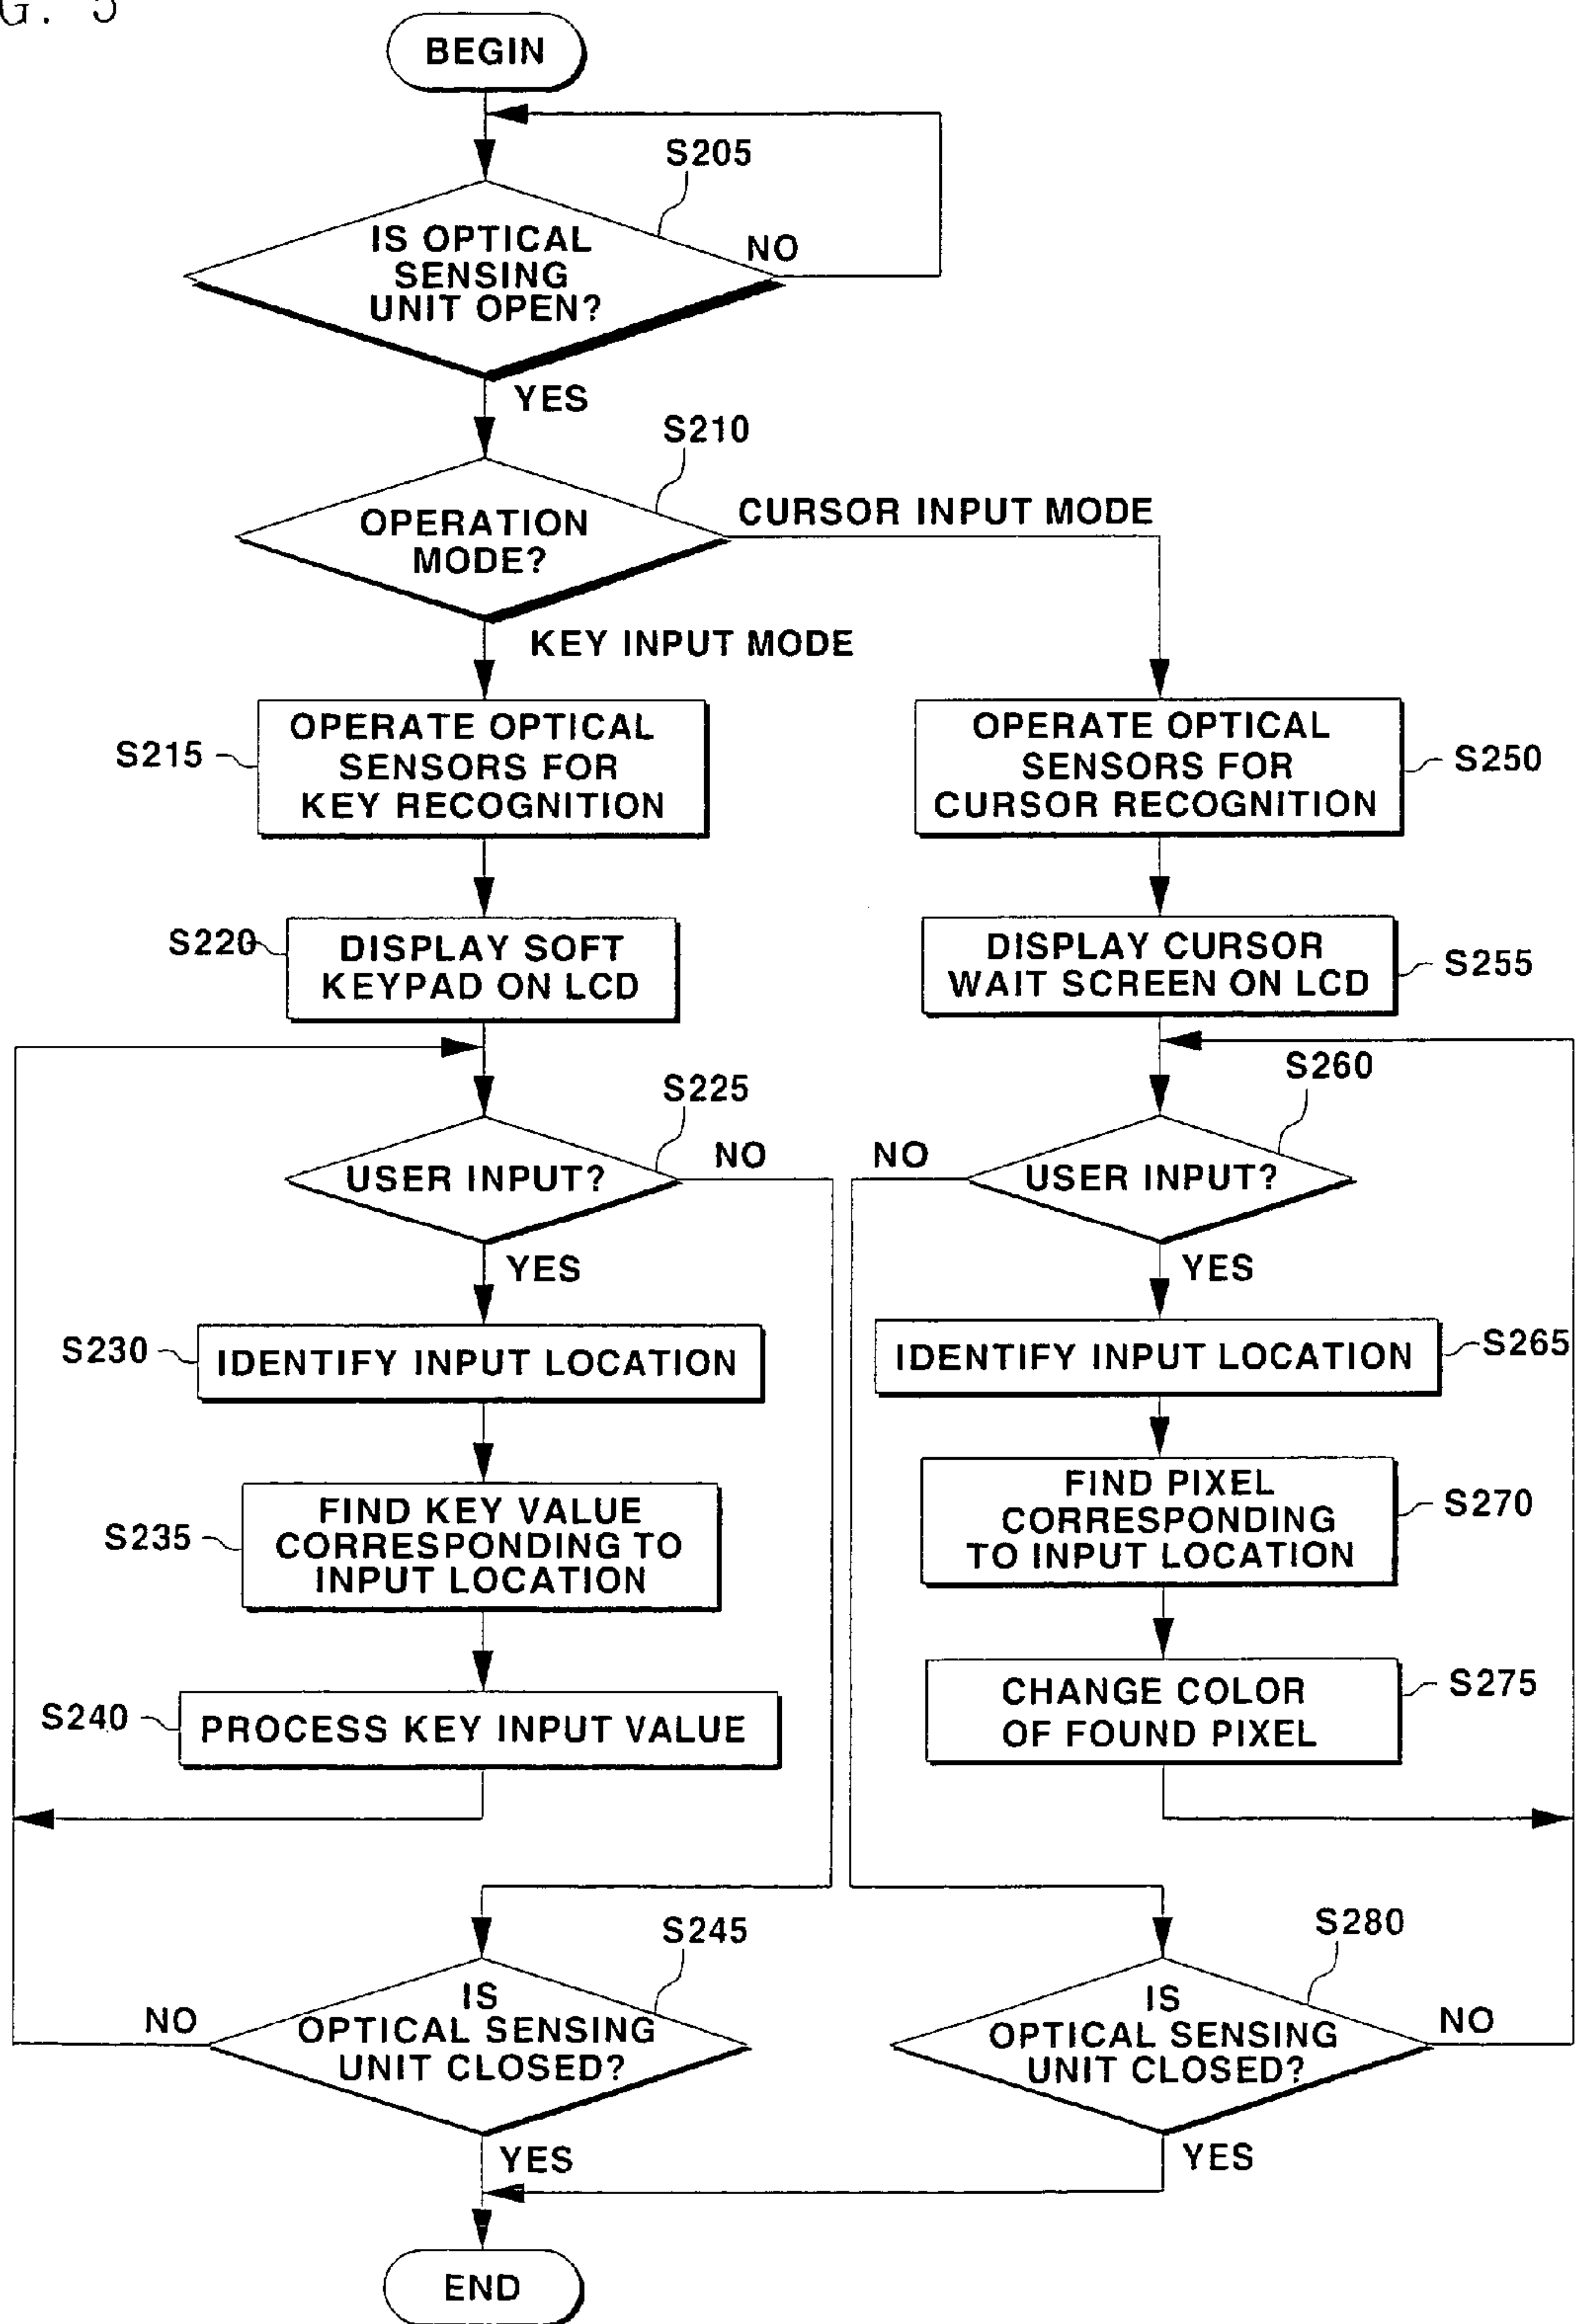 G. 5
BEGIN
S205
IS OPTICAL
SENSING
UNIT OPEN?
NO
YES
S210
OPERATION
MODE?
CURSOR INPUT MODE
KEY INPUT MODE
S215
OPERATE OPTICAL
SENSORS FOR
KEY RECOGNITION
OPERATE OPTICAL
SENSORS FOR
CURSOR RECOGNITION
S250
S220
DISPLAY SOFT
KEYPAD ON LCD
DISPLAY CURSOR
WAIT SCREEN ON LCD
S255
S225
USER INPUT?
NO
YES
S260
NO
USER INPUT?
YES
S230
IDENTIFY INPUT LOCATION
IDENTIFY INPUT LOCATION
S265
S235
FIND KEY VALUE
CORRESPONDING TO
INPUT LOCATION
FIND PIXEL
CORRESPONDING
TO INPUT LOCATION
S270
S240
PROCESS KEY INPUT VALUE
CHANGE COLOR
OF FOUND PIXEL
S275
S245
NO
IS
OPTICAL SENSING
UNIT CLOSED?
YES
S280
IS
OPTICAL SENSING
UNIT CLOSED?
NO
YES
END